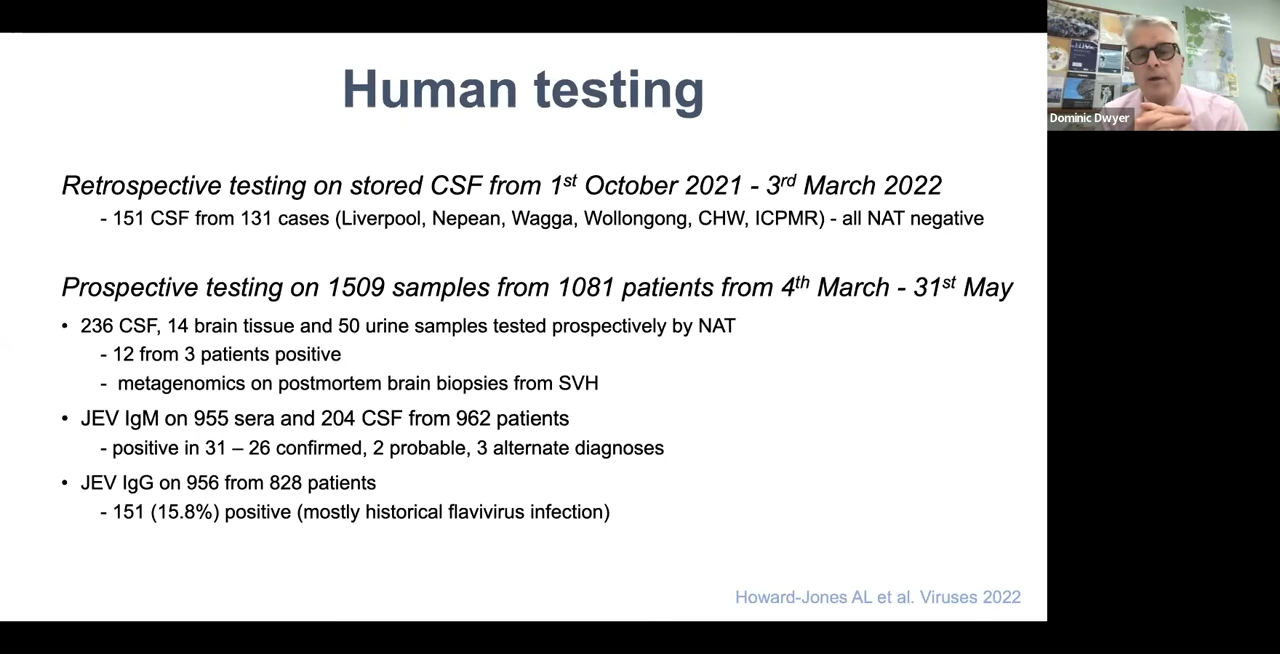 Human testing
Dominic Dwyer
Retrospective testing on stored CSF from 1st October 2021 - 3rd March 2022
- 151 CSF from 131 cases (Liverpool, Nepean, Wagga, Wollongong, CHW, ICPMR) - all NAT negative
Prospective testing on 1509 samples from 1081 patients from 4th March - 31st May
• 236 CSF, 14 brain tissue and 50 urine samples tested prospectively by NAT
- 12 from 3 patients positive
- metagenomics on postmortem brain biopsies from SVH
• JEV IgM on 955 sera and 204 CSF from 962 patients
- positive in 31 – 26 confirmed, 2 probable, 3 alternate diagnoses
• JEV IgG on 956 from 828 patients
- 151 (15.8%) positive (mostly historical flavivirus infection)
Howard-Jones AL et al. Viruses 2022